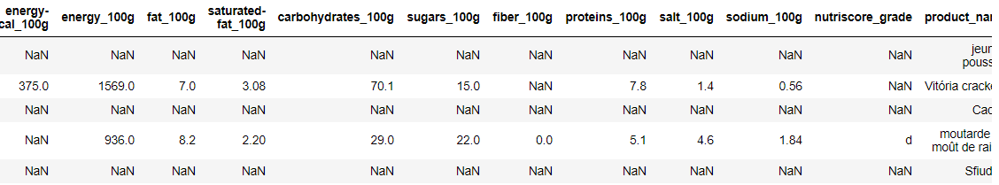 energy- saturated-
cal_100g energy_100g fat_100g fat_100g carbohydrates_100g sugars_100g fiber_100g proteins_100g salt_100g sodium_100g nutriscore_grade product_na
NaN NaN NaN NaN NaN NaN NaN NaN NaN NaN NaN jeun
pouss
375.0 1569.0 7.0 3.08 70.1 15.0 NaN 7.8 1.4 0.56 NaN Vitória cracke
NaN NaN NaN NaN NaN NaN NaN NaN NaN NaN NaN Cac
NaN 936.0 8.2 2.20 29.0 22.0 0.0 5.1 4.6 1.84 d moutarde
moût de rai
NaN NaN NaN NaN NaN NaN NaN NaN NaN NaN NaN Sfiud